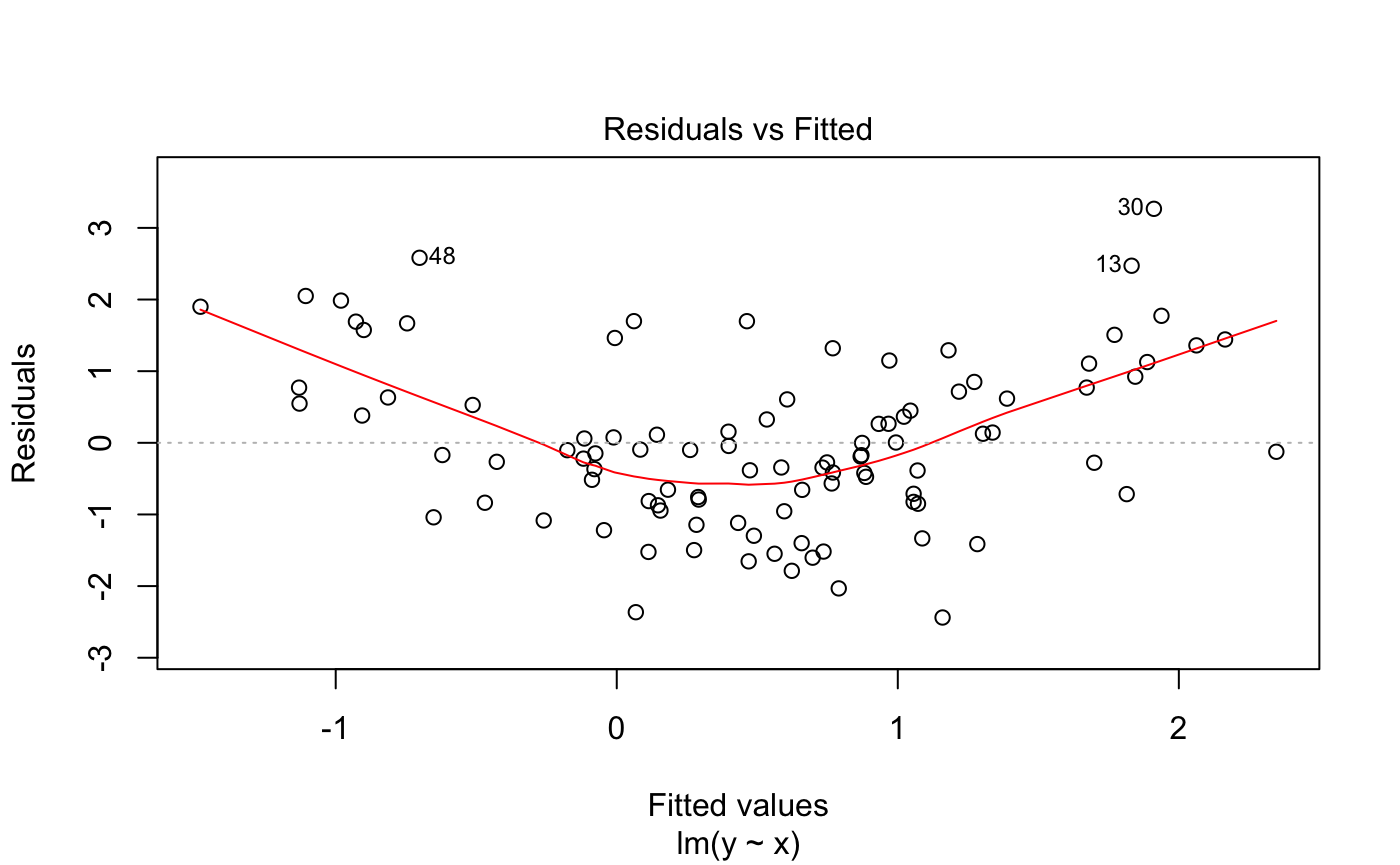 Residuals vs Fitted
Residuals
3
2
1
0
-1
-2
-3
30
48
13
-1 0 1 2
Fitted values
lm(y ~ x)